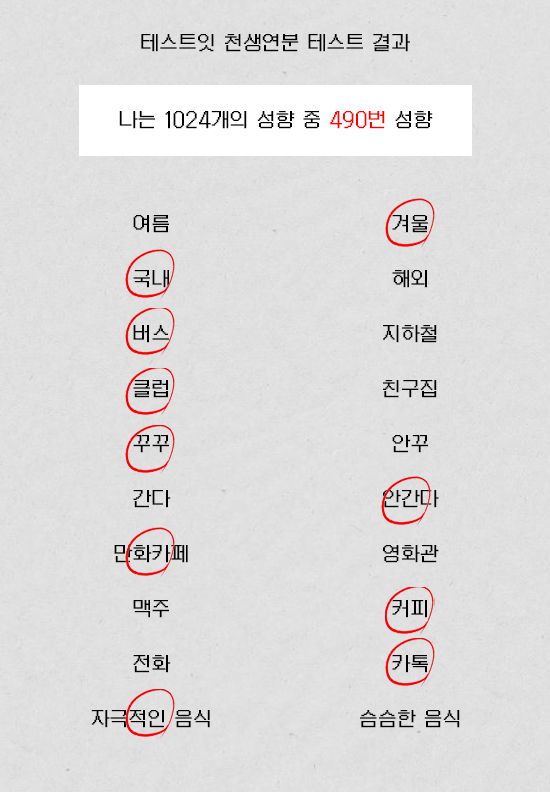 테스트잇 천생연분 테스트 결과
나는 1024개의 성향 중 490번 성향
여름 겨울
국내 해외
버스 지하철
클럽 친구집
꾸꾸 안꾸
간다 안간다
만화카페 영화관
맥주 커피
전화 카톡
자극적인 음식 슴슴한 음식